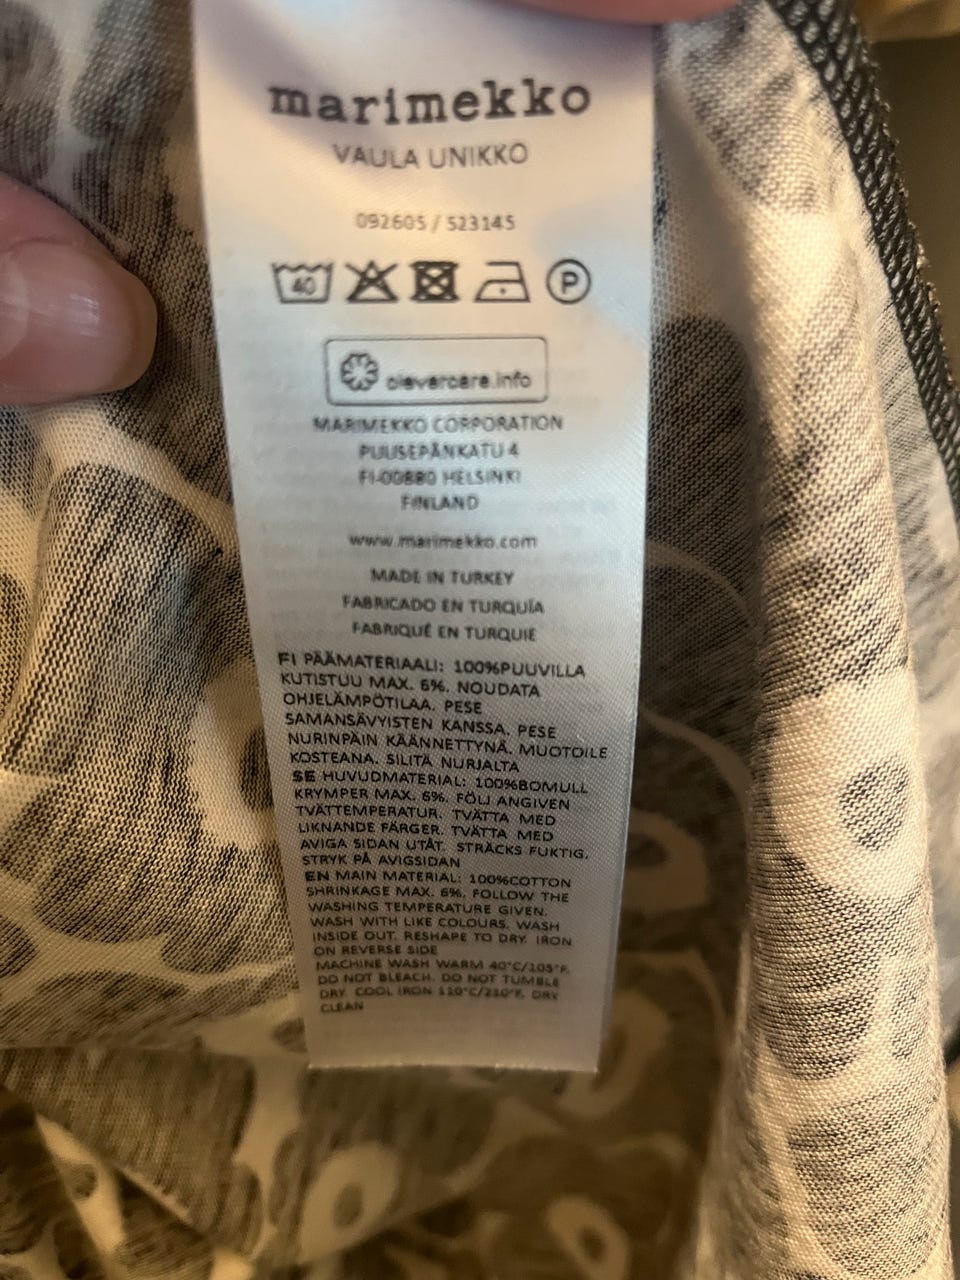 marimekko
VAULA UNIKKO
092605 / 523145
40
P
clevercare.info
MARIMEKKO CORPORATION
PUUSEPÄNKATU 4
FI-00880 HELSINKI
FINLAND
www.marimekko.com
MADE IN TURKEY
FABRICADO EN TURQUÍA
FABRIQUÉ EN TURQUIE
FI PÄÄMATERIAALI: 100%PUUVILLA
KUTISTUU MAX. 6%. NOUDATA
OHJELÄMPÖTILAA. PESE
SAMANSÄVYISTEN KANSSA. PESE
NURINPÄIN KÄÄNNETTYNÄ. MUOTOILE
KOSTEANA. SILITÄ NURJALTA
SE HUVUDMATERIAL: 100%BOMULL
KRYMPER MAX. 6%. FÖLJ ANGIVEN
TVÄTTEMPERATUR. TVÄTTA MED
LIKNANDE FÄRGER. TVÄTTA MED
AVIGA SIDAN UTÅT. STRÄCKS FUKTIG.
STRYK PÅ AVIGSIDAN
EN MAIN MATERIAL: 100%COTTON
SHRINKAGE MAX. 6%. FOLLOW THE
WASHING TEMPERATURE GIVEN.
WASH WITH LIKE COLOURS. WASH
INSIDE OUT. RESHAPE TO DRY. IRON
ON REVERSE SIDE
MACHINE WASH WARM 40°C/105°F.
DO NOT BLEACH. DO NOT TUMBLE
DRY. COOL IRON 110°C/210°F. DRY
CLEAN